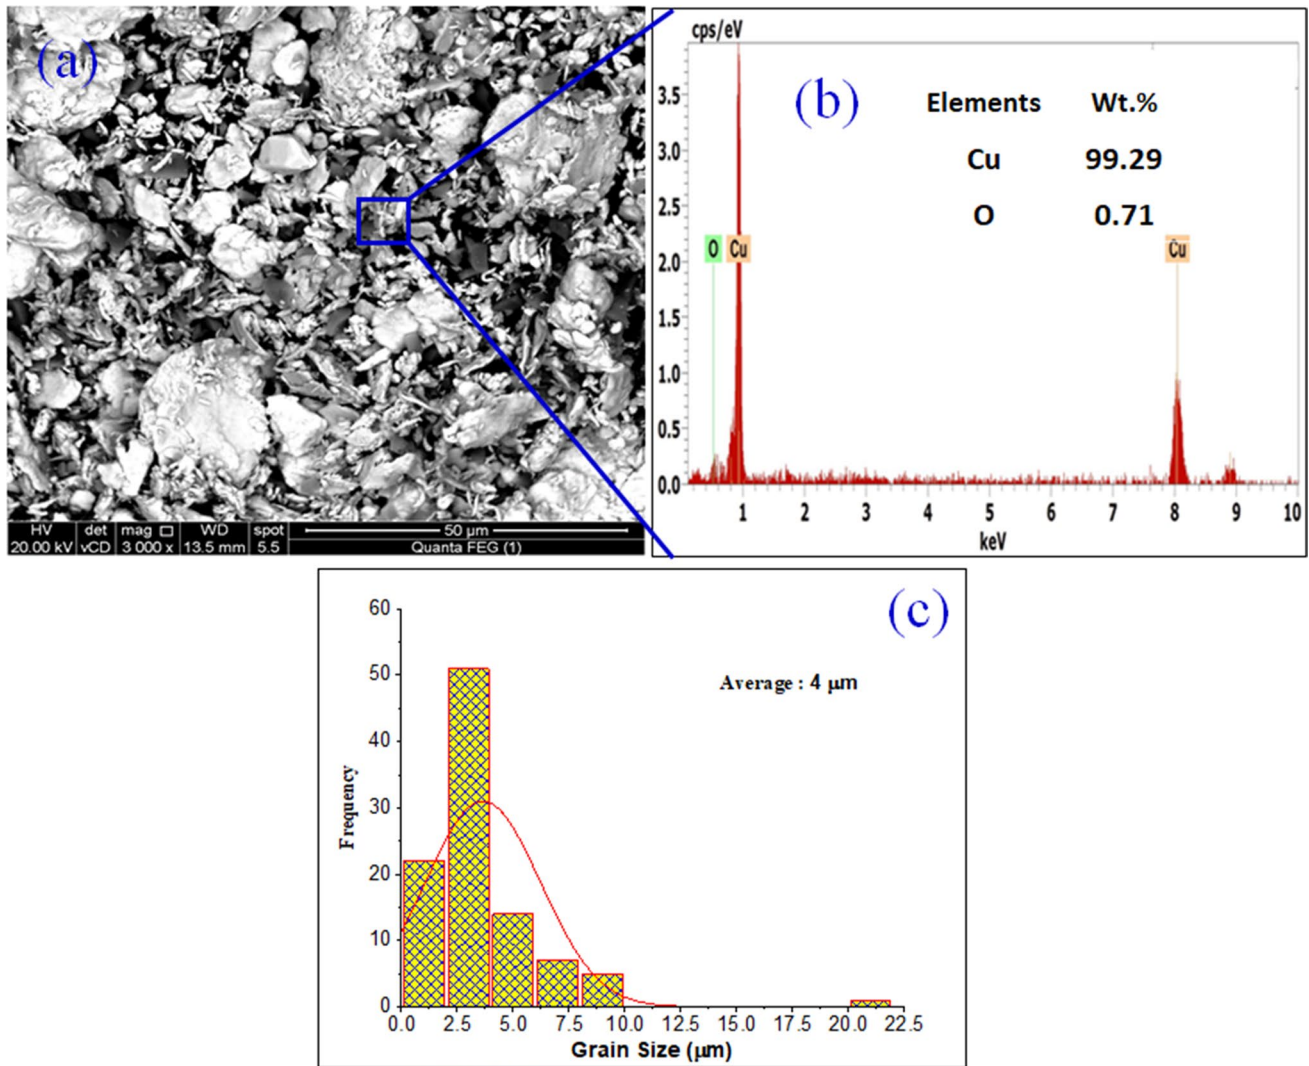 (a)
HV det mag □ WD spot 50 µm
20.00 kV vCD 3 000 x 13.5 mm 5.5 Quanta FEG (1)
cps/eV
(b)
Elements Wt.%
Cu 99.29
O 0.71
O Cu Cu
3.5
3.0
2.5
2.0
1.5
1.0
0.5
0.0
1 2 3 4 5 6 7 8 9 10
keV
(c)
Average : 4 µm
Frequency
60
50
40
30
20
10
0
0.0 2.5 5.0 7.5 10.0 12.5 15.0 17.5 20.0 22.5
Grain Size (µm)